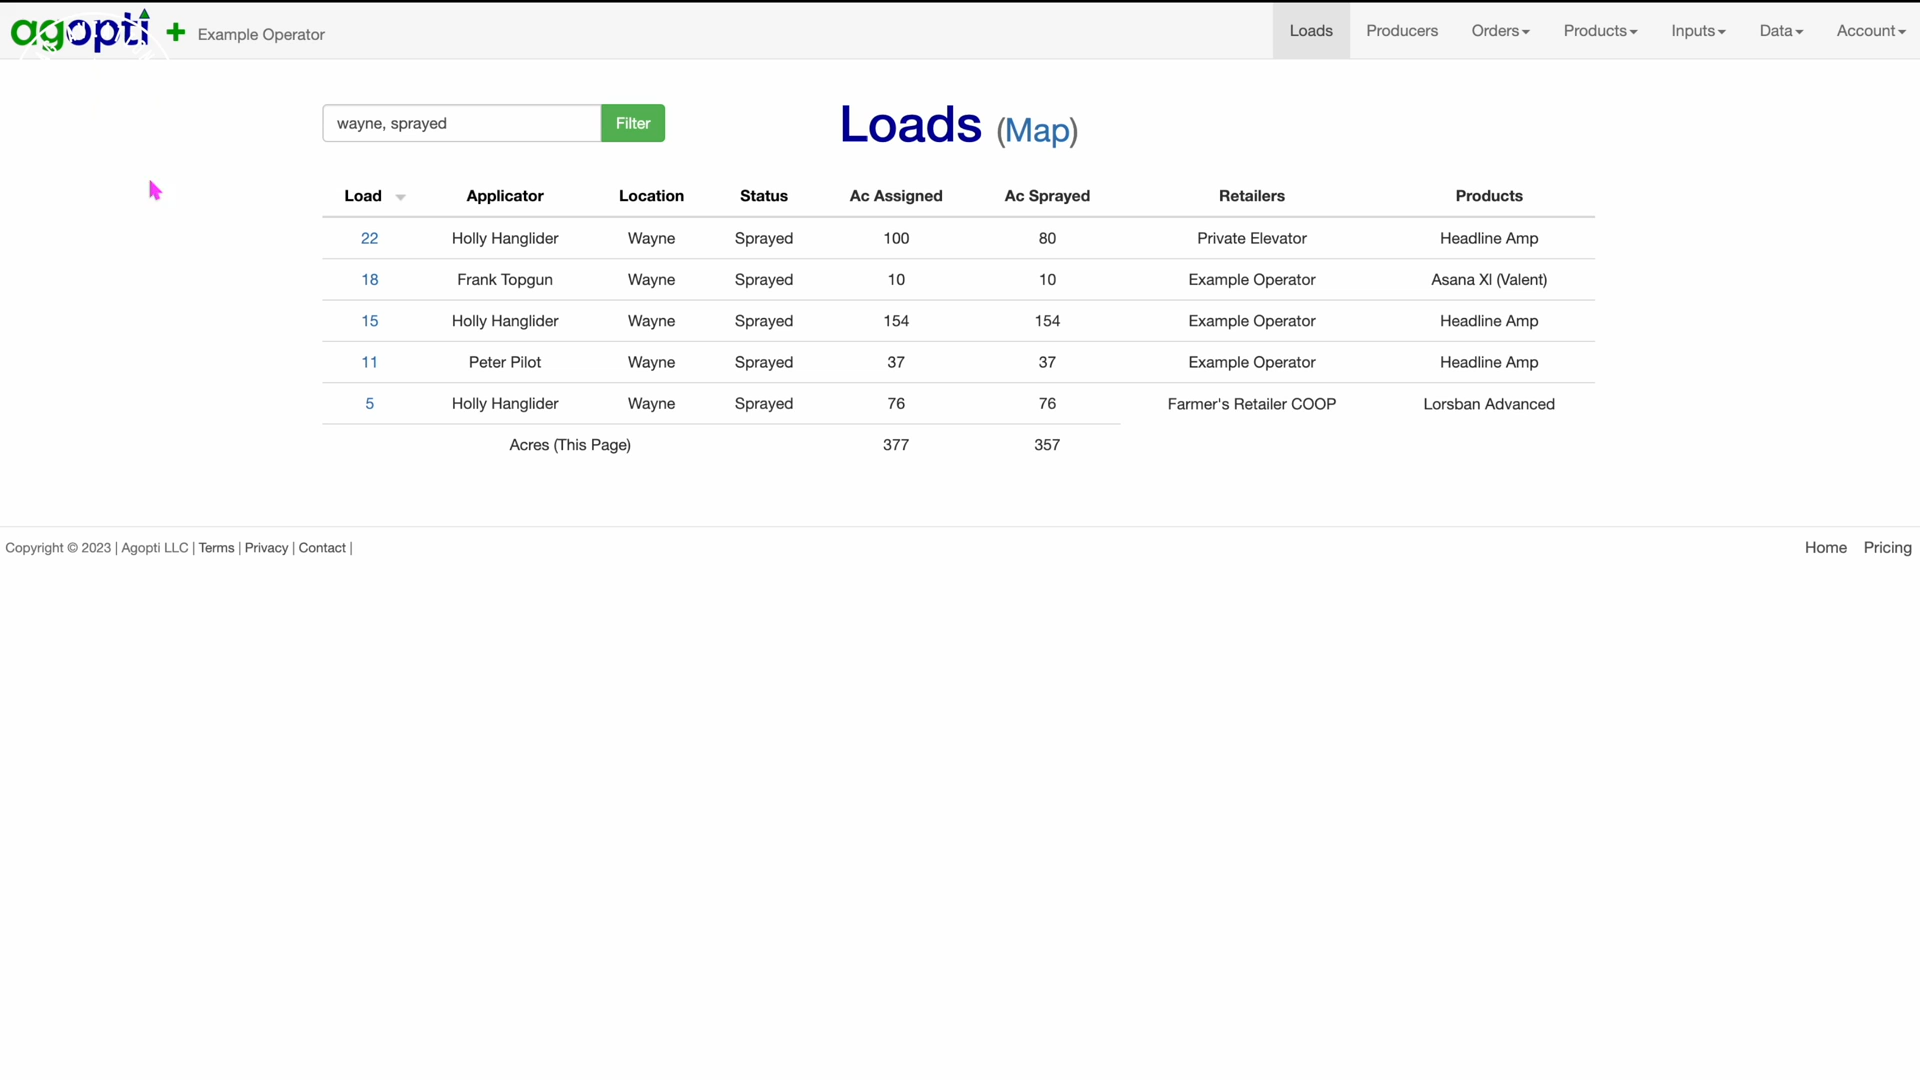 agopti Example Operator Loads Producers Orders Products Inputs Data Account
wayne, sprayed Filter Loads (Map)
Load Applicator Location Status Ac Assigned Ac Sprayed Retailers Products
22 Holly Hanglider Wayne Sprayed 100 80 Private Elevator Headline Amp
18 Frank Topgun Wayne Sprayed 10 10 Example Operator Asana Xl (Valent)
15 Holly Hanglider Wayne Sprayed 154 154 Example Operator Headline Amp
11 Peter Pilot Wayne Sprayed 37 37 Example Operator Headline Amp
5 Holly Hanglider Wayne Sprayed 76 76 Farmer's Retailer COOP Lorsban Advanced
Acres (This Page) 377 357
Copyright © 2023 | Agopti LLC | Terms | Privacy | Contact | Home Pricing